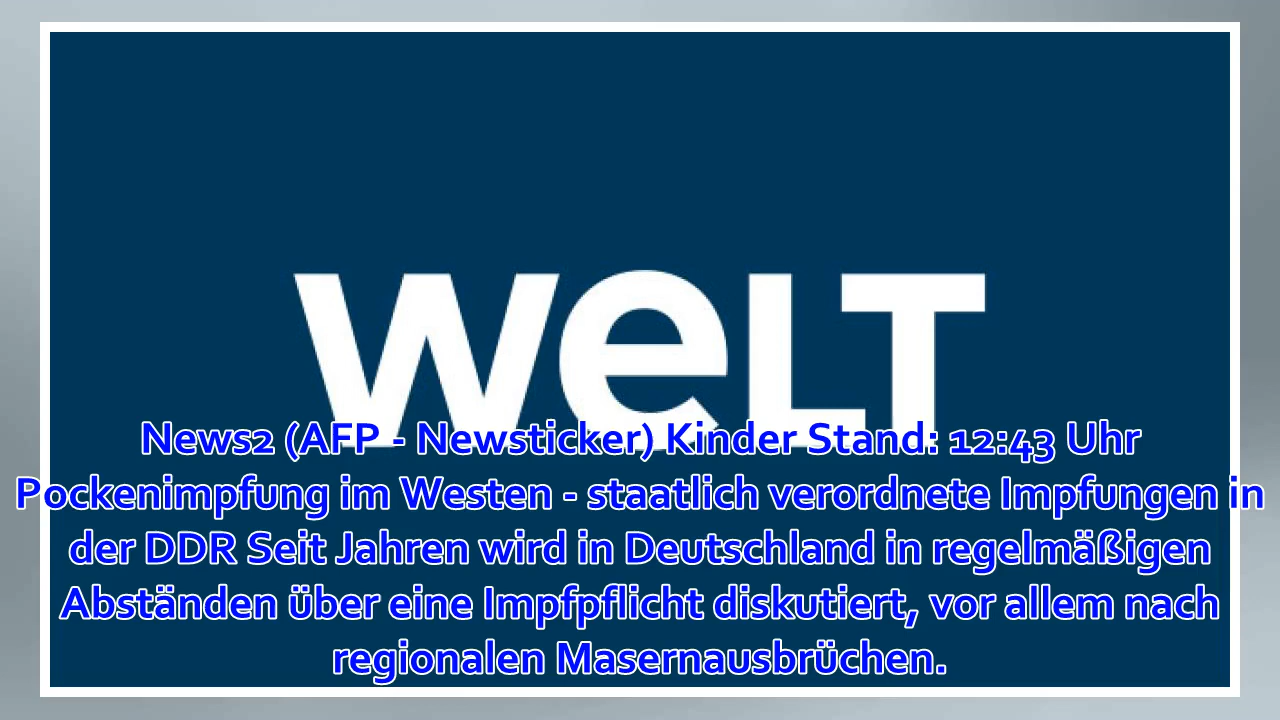 welt
News2 (AFP - Newsticker) Kinder Stand: 12:43 Uhr
Pockenimpfung im Westen - staatlich verordnete Impfungen in
der DDR Seit Jahren wird in Deutschland in regelmäßigen
Abständen über eine Impfpflicht diskutiert, vor allem nach
regionalen Masernausbrüchen.